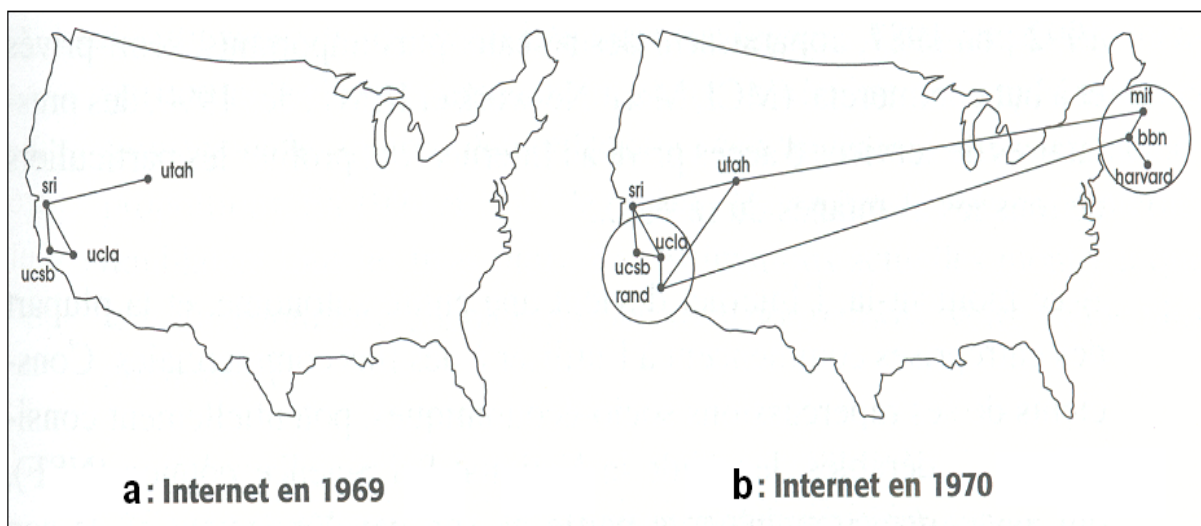 utah
sri
ucla
ucsb
a: Internet en 1969
mit
bbn
harvard
utah
sri
ucla
ucsb
rand
b: Internet en 1970